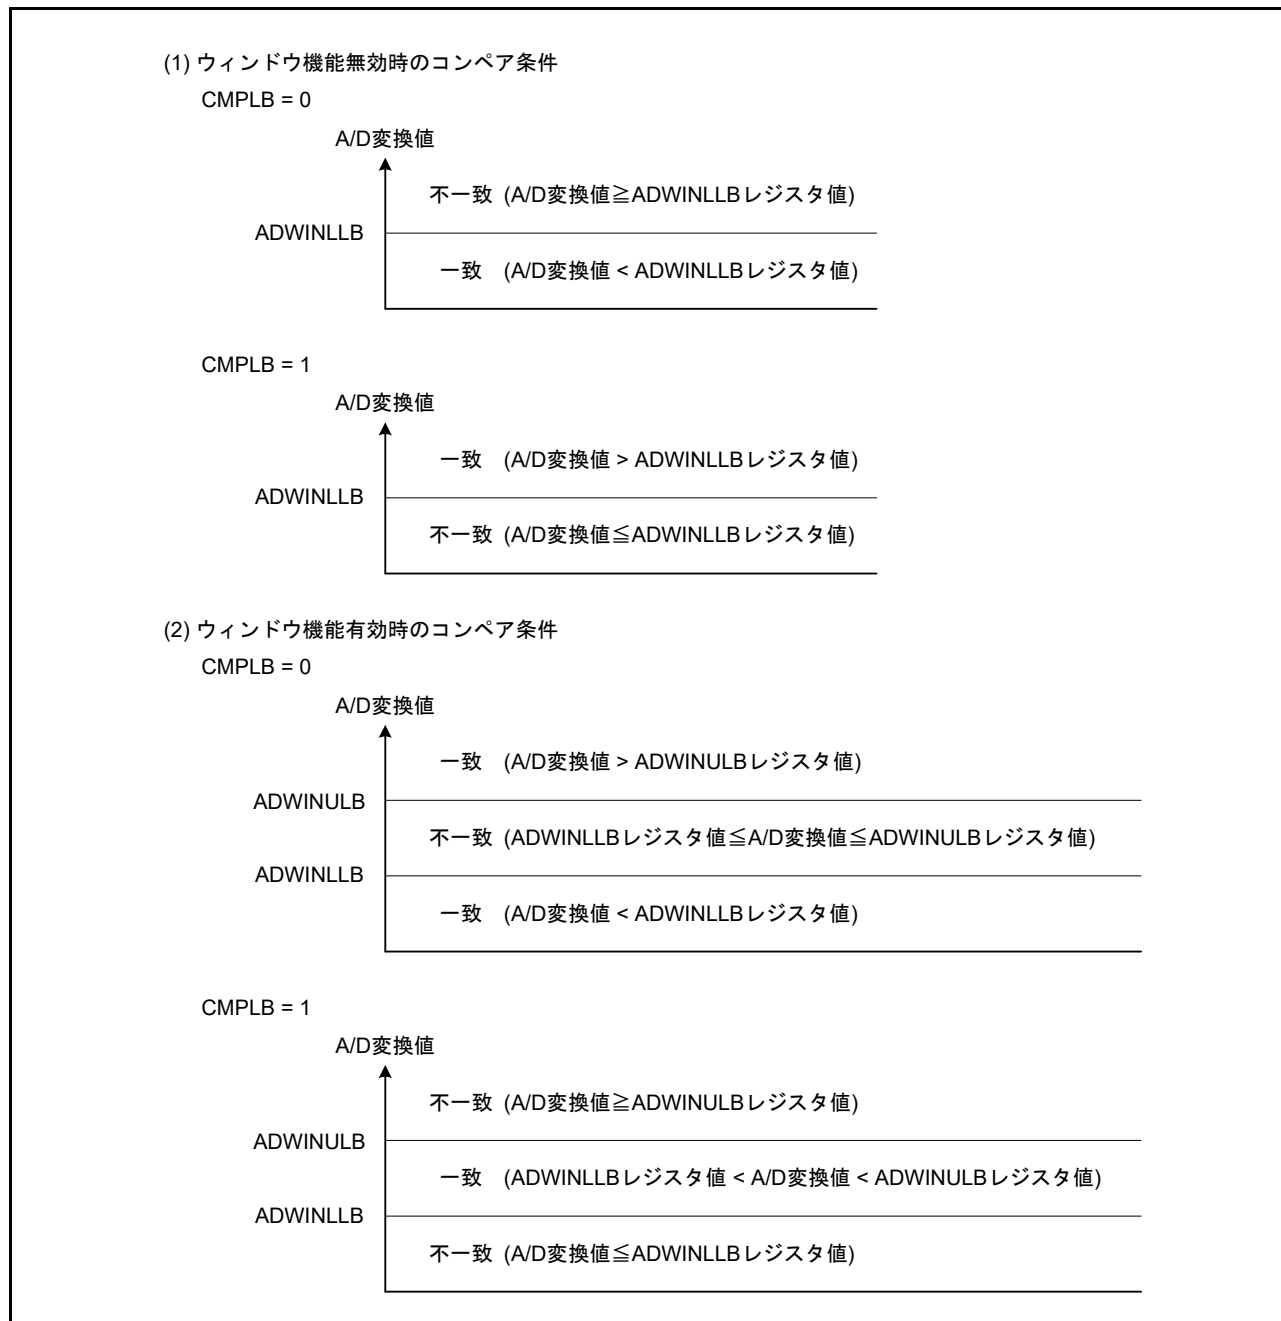 (1) ウィンドウ機能無効時のコンペア条件
CMPLB = 0
A/D変換値
不一致 (A/D変換値≧ADWINLLBレジスタ値)
ADWINLLB
一致 (A/D変換値 < ADWINLLBレジスタ値)
CMPLB = 1
A/D変換値
一致 (A/D変換値 > ADWINLLBレジスタ値)
ADWINLLB
不一致 (A/D変換値≦ADWINLLBレジスタ値)
(2) ウィンドウ機能有効時のコンペア条件
CMPLB = 0
A/D変換値
一致 (A/D変換値 > ADWINULBレジスタ値)
ADWINULB
不一致 (ADWINLLBレジスタ値≦A/D変換値≦ADWINULBレジスタ値)
ADWINLLB
一致 (A/D変換値 < ADWINLLBレジスタ値)
CMPLB = 1
A/D変換値
不一致 (A/D変換値≧ADWINULBレジスタ値)
ADWINULB
一致 (ADWINLLBレジスタ値 < A/D変換値 < ADWINULBレジスタ値)
ADWINLLB
不一致 (A/D変換値≦ADWINLLBレジスタ値)